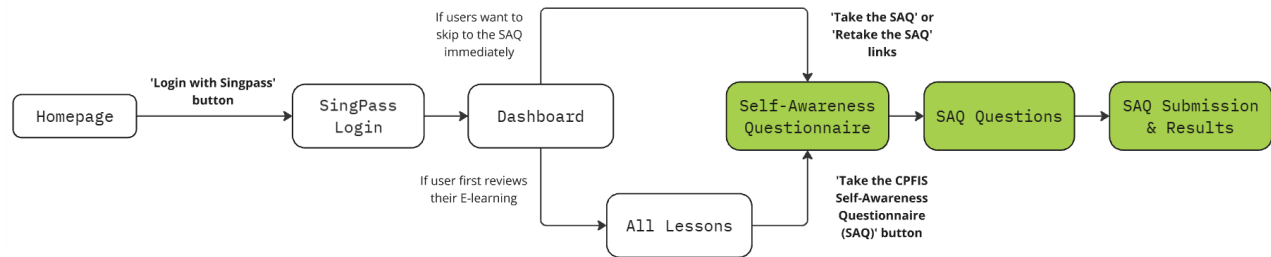 If users want to
skip to the SAQ
immediately
'Take the SAQ' or
'Retake the SAQ'
links
'Login with Singpass'
button
Homepage
SingPass
Login
Dashboard
Self-Awareness
Questionnaire
SAQ Questions
SAQ Submission
& Results
If user first reviews
their E-learning
All Lessons
'Take the CPFIS
Self-Awareness
Questionnaire
(SAQ)' button